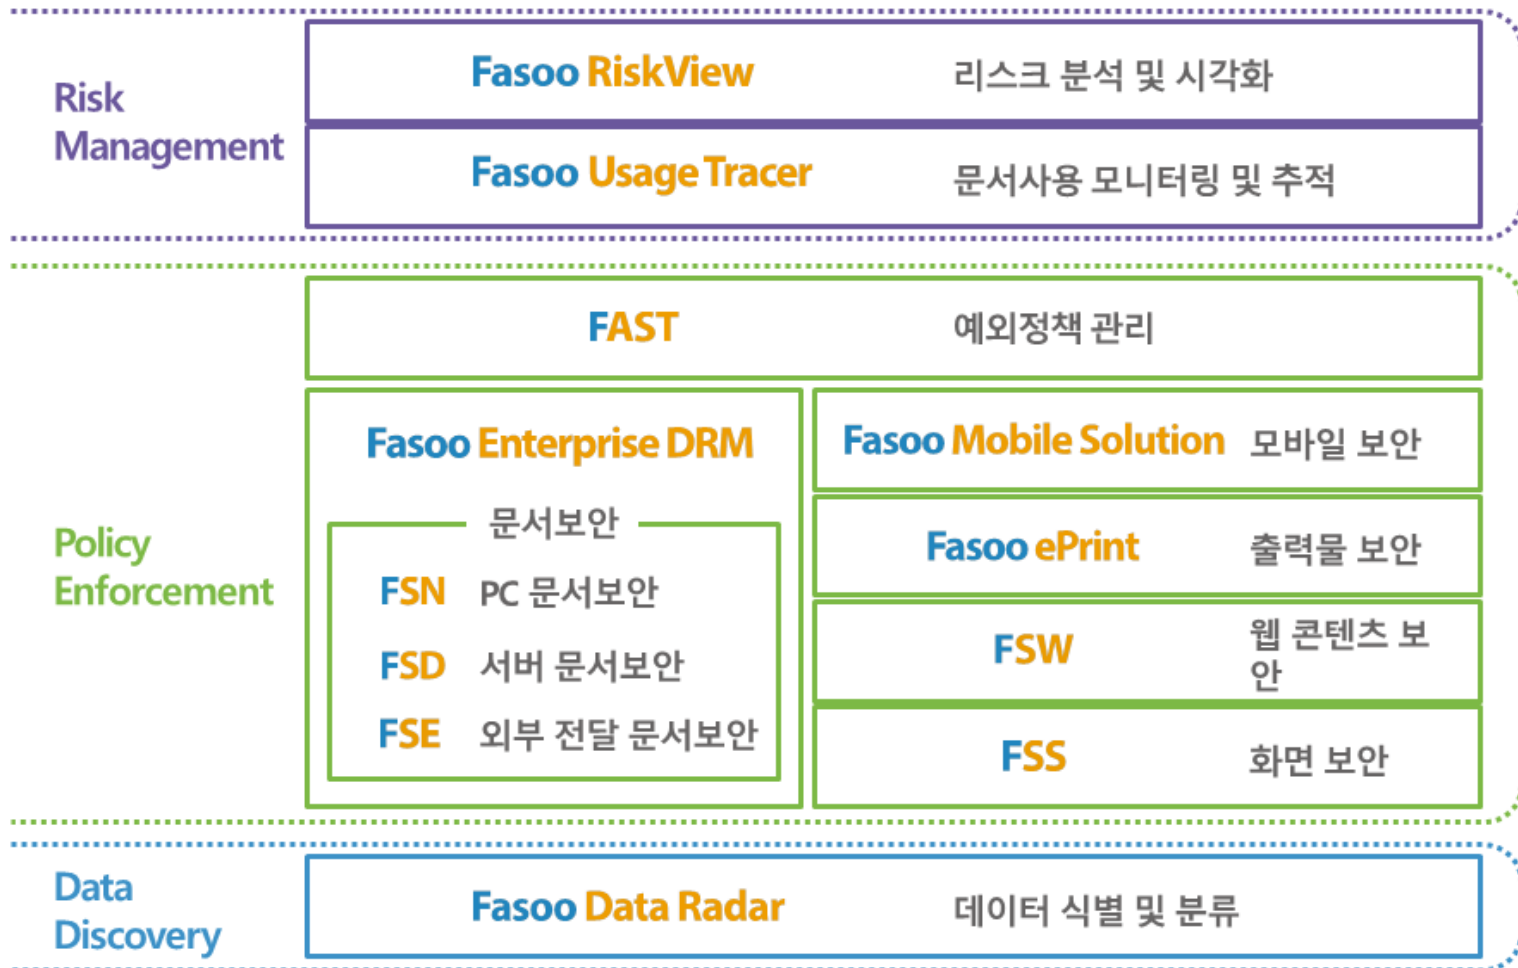 Risk
Management
Fasoo RiskView 리스크 분석 및 시각화
Fasoo Usage Tracer 문서사용 모니터링 및 추적
Policy
Enforcement
FAST 예외정책 관리
Fasoo Enterprise DRM
문서보안
FSN PC 문서보안
FSD 서버 문서보안
FSE 외부 전달 문서보안
Fasoo Mobile Solution 모바일 보안
Fasoo ePrint 출력물 보안
FSW 웹 콘텐츠 보
안
FSS 화면 보안
Data
Discovery
Fasoo Data Radar 데이터 식별 및 분류